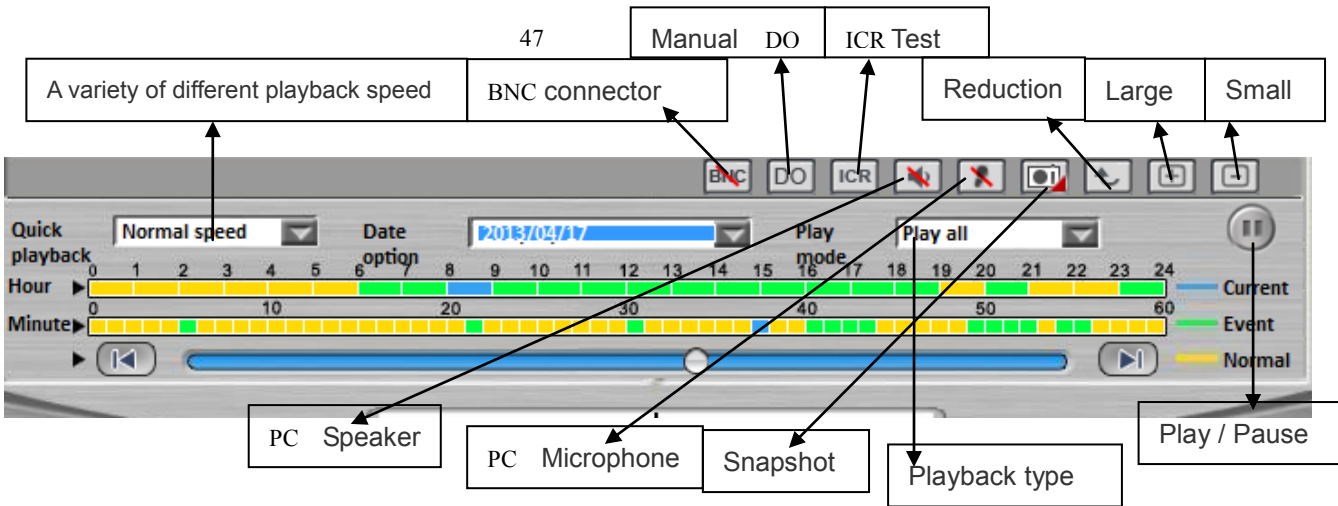 47
Manual DO
ICR Test
A variety of different playback speed
BNC connector
Reduction
Large
Small
BNC
DO
ICR
Quick playback
Normal speed
Date option
2013/04/17
Play mode
Play all
0 1 2 3 4 5 6 7 8 9 10 11 12 13 14 15 16 17 18 19 20 21 22 23 24
Hour
Current
0 10 20 30 40 50 60
Minute
Event
Normal
PC Speaker
PC Microphone
Snapshot
Playback type
Play / Pause